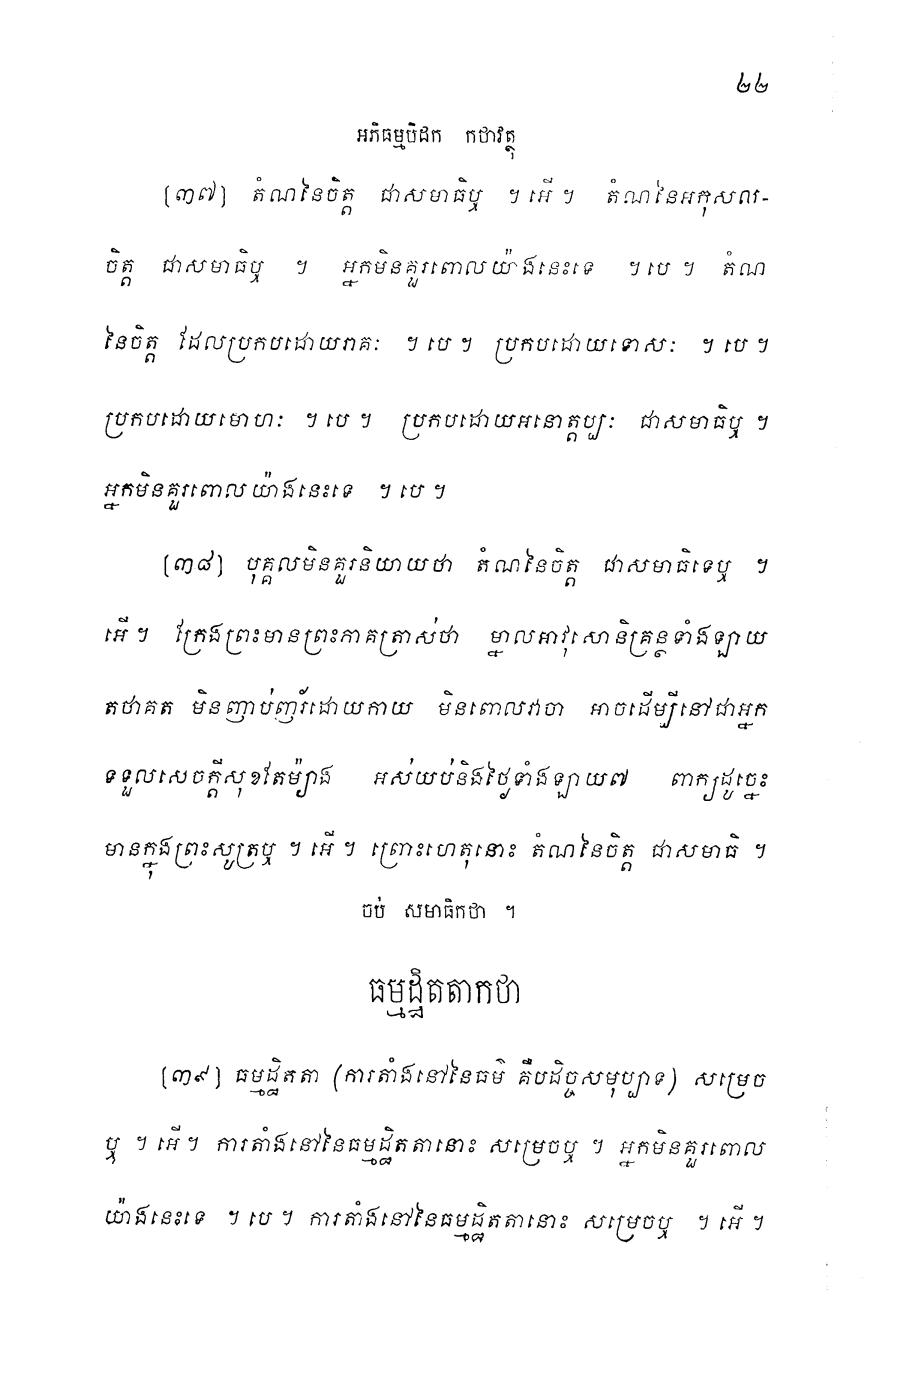 ២២
អភិធម្មបិដក កថាវត្ថុ
[៣៧] តំណនៃចិត្ត ជាសមាធិឬ ។ អើ ។ តំណនៃអកុសល-
ចិត្ត ជាសមាធិឬ ។ អ្នកមិនគួរពោលយ៉ាងនេះទេ ។ បេ ។ តំណ
នៃចិត្ត ដែលប្រកបដោយរាគៈ ។ បេ ។ ប្រកបដោយទោសៈ ។ បេ ។
ប្រកបដោយមោហៈ ។ បេ ។ ប្រកបដោយអនោត្តប្បៈ ជាសមាធិឬ ។
អ្នកមិនគួរពោលយ៉ាងនេះទេ ។ បេ ។
[៣៨] បុគ្គលមិនគួរនិយាយថា តំណនៃចិត្ត ជាសមាធិទេឬ ។
អើ ។ ក្រែងព្រះមានព្រះភាគត្រាស់ថា ម្នាលអាវុសោនិគ្រន្ថទាំងឡាយ
តថាគត មិនញាប់ញ័រដោយកាយ មិនពោលវាចា អាចដើម្បីនៅជាអ្នក
ទទួលសេចក្តីសុខតែម៉្យាង អស់យប់និងថ្ងៃទាំងឡាយ៧ ពាក្យដូច្នេះ
មានក្នុងព្រះសូត្រឬ ។ អើ ។ ព្រោះហេតុនោះ តំណនៃចិត្ត ជាសមាធិ ។
ចប់ សមាធិកថា ។
ធម្មដ្ឋិតតាកថា
[៣៩] ធម្មដ្ឋិតតា (ការតាំងនៅនៃធម៌ គឺបដិច្ចសមុប្បាទ) សម្រេច
ឬ ។ អើ ។ ការតាំងនៅនៃធម្មដ្ឋិតតានោះ សម្រេចឬ ។ អ្នកមិនគួរពោល
យ៉ាងនេះទេ ។ បេ ។ ការតាំងនៅនៃធម្មដ្ឋិតតានោះ សម្រេចឬ ។ អើ ។